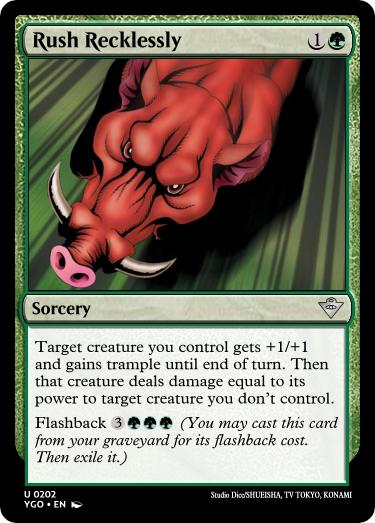 Rush Recklessly 1
Sorcery
Target creature you control gets +1/+1
and gains trample until end of turn. Then
that creature deals damage equal to its
power to target creature you don't control.
Flashback 3 (You may cast this card
from your graveyard for its flashback cost.
Then exile it.)
U 0202
YGO • EN Studio Dice/SHUEISHA, TV TOKYO, KONAMI